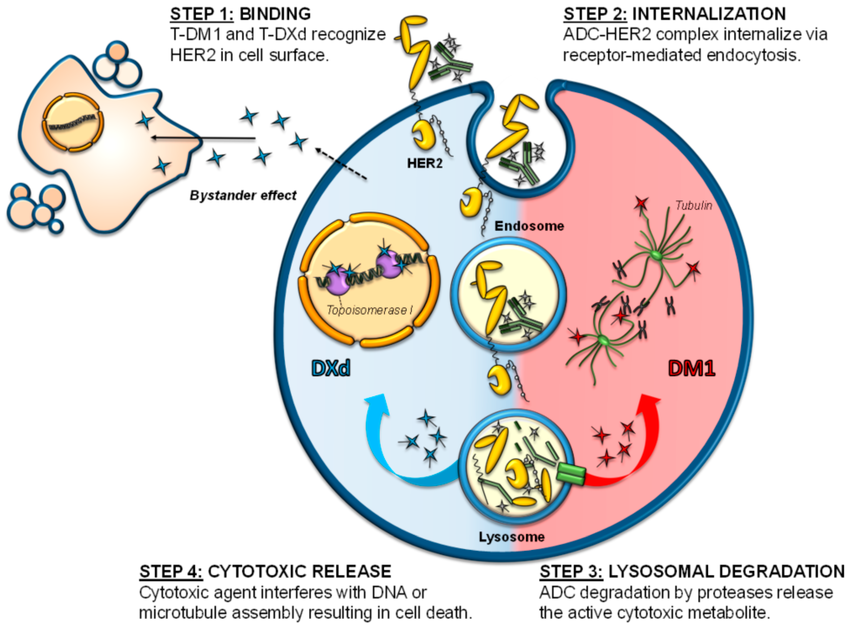 STEP 1: BINDING
T-DM1 and T-DXd recognize
HER2 in cell surface.
STEP 2: INTERNALIZATION
ADC-HER2 complex internalize via
receptor-mediated endocytosis.
HER2
Bystander effect
Endosome
Tubulin
Topoisomerase I
DXd
DM1
Lysosome
STEP 4: CYTOTOXIC RELEASE
Cytotoxic agent interferes with DNA or
microtubule assembly resulting in cell death.
STEP 3: LYSOSOMAL DEGRADATION
ADC degradation by proteases release
the active cytotoxic metabolite.